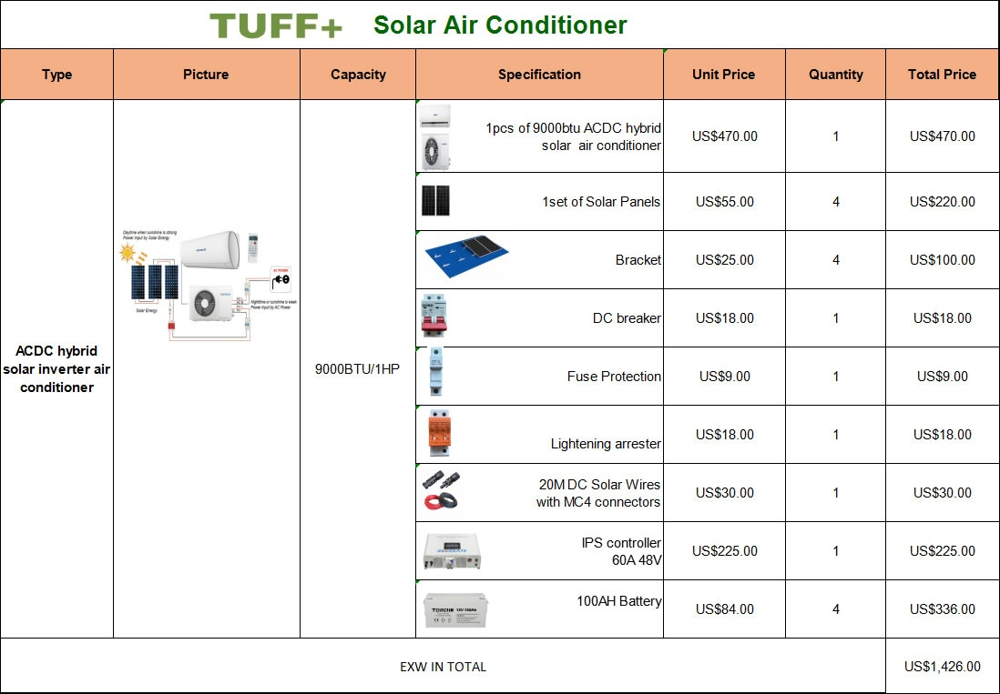 TUFF+ Solar Air Conditioner
Type Picture Capacity Specification Unit Price Quantity Total Price
1pcs of 9000btu ACDC hybrid
solar air conditioner
US$470.00 1 US$470.00
1set of Solar Panels US$55.00 4 US$220.00
Daytime when sunshine is strong
Power Input by Solar Energy
AC POWER
Nighttime or sunshine is weak
Power Input by AC Power
Solar Energy
Bracket US$25.00 4 US$100.00
DC breaker US$18.00 1 US$18.00
ACDC hybrid
solar inverter air
conditioner
9000BTU/1HP
Fuse Protection US$9.00 1 US$9.00
Lightening arrester US$18.00 1 US$18.00
20M DC Solar Wires
with MC4 connectors
US$30.00 1 US$30.00
IPS controller
60A 48V
US$225.00 1 US$225.00
TORCHN 12V 100Ah
100AH Battery US$84.00 4 US$336.00
EXW IN TOTAL US$1,426.00